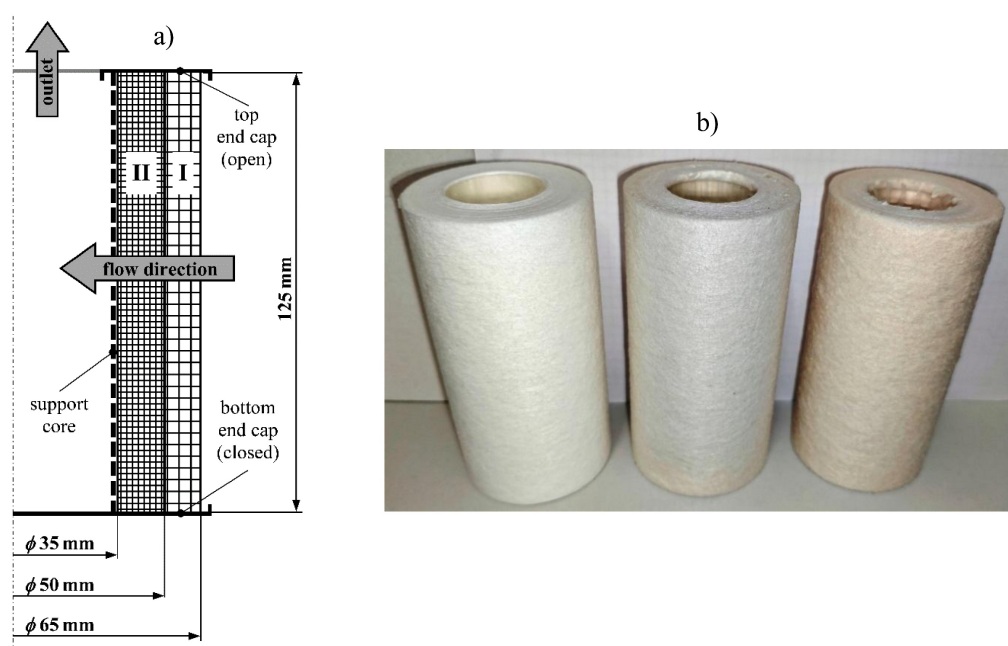 a)
outlet
top
end cap
(open)
b)
II
I
flow direction
125 mm
support
core
bottom
end cap
(closed)
ϕ 35 mm
ϕ 50 mm
ϕ 65 mm